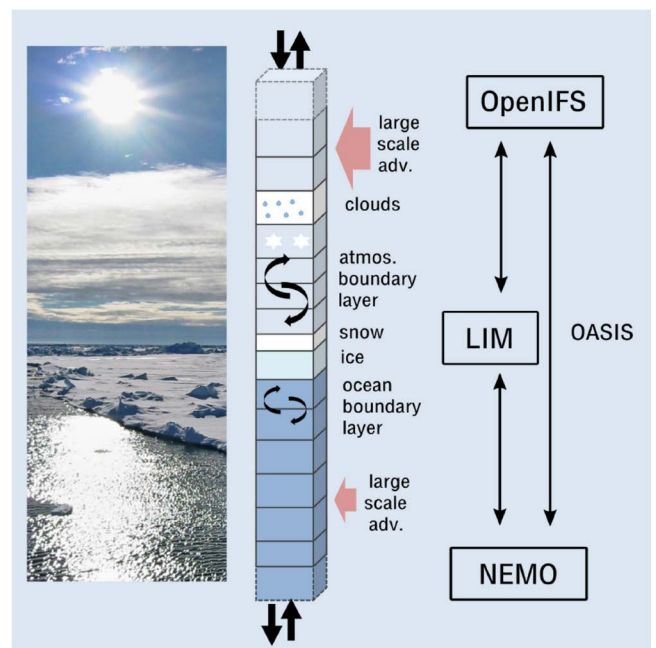 large
scale
adv.
clouds
atmos.
boundary
layer
snow
ice
ocean
boundary
layer
large
scale
adv.
OpenIFS
LIM
OASIS
NEMO